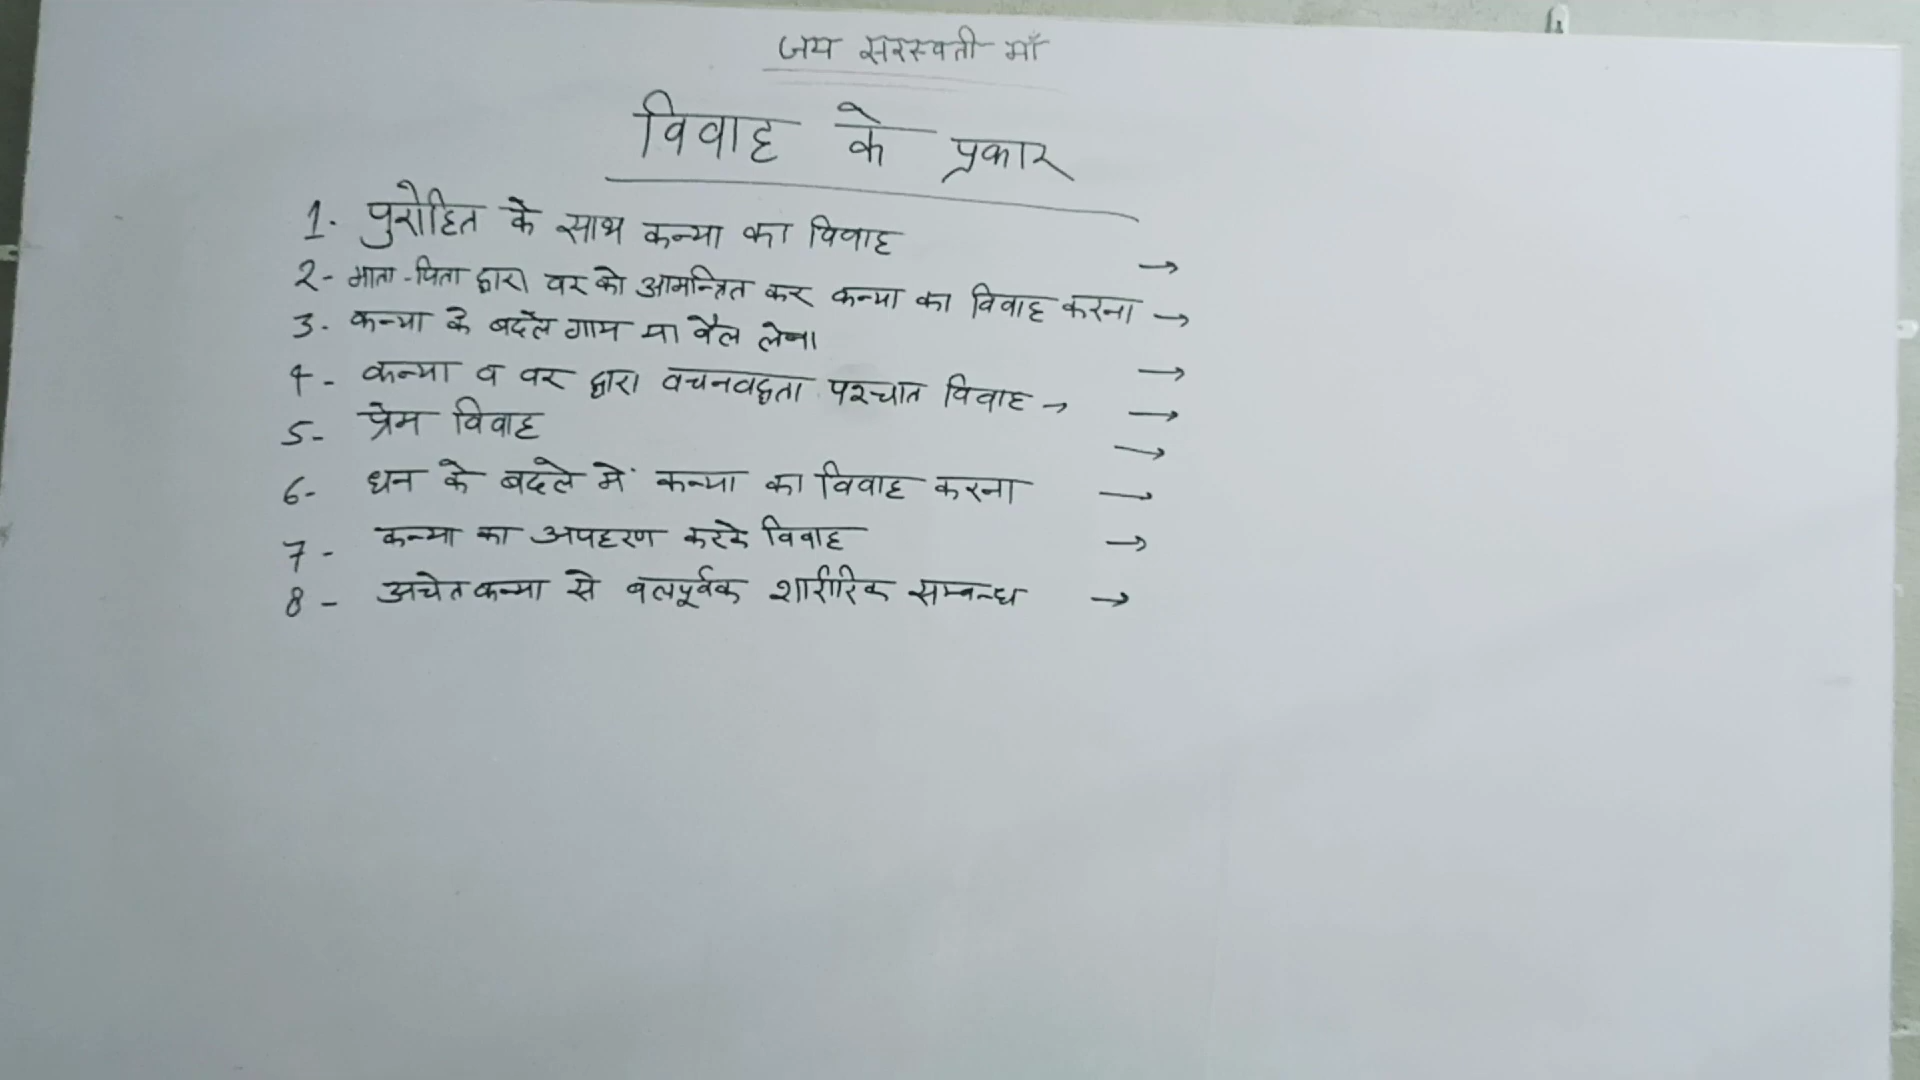 जय सरस्वती माँ
विवाह के प्रकार
1. पुरोहित के साथ कन्या का विवाह →
2- माता-पिता द्वारा वर को आमन्त्रित कर कन्या का विवाह करना →
3. कन्या के बदले गाय या बैल लेना →
4- कन्या व वर द्वारा वचनवद्धता पश्चात विवाह → →
5- प्रेम विवाह →
6- धन के बदले में कन्या का विवाह करना →
7- कन्या का अपहरण करके विवाह →
8- अचेत कन्या से बलपूर्वक शारीरिक सम्बन्ध →